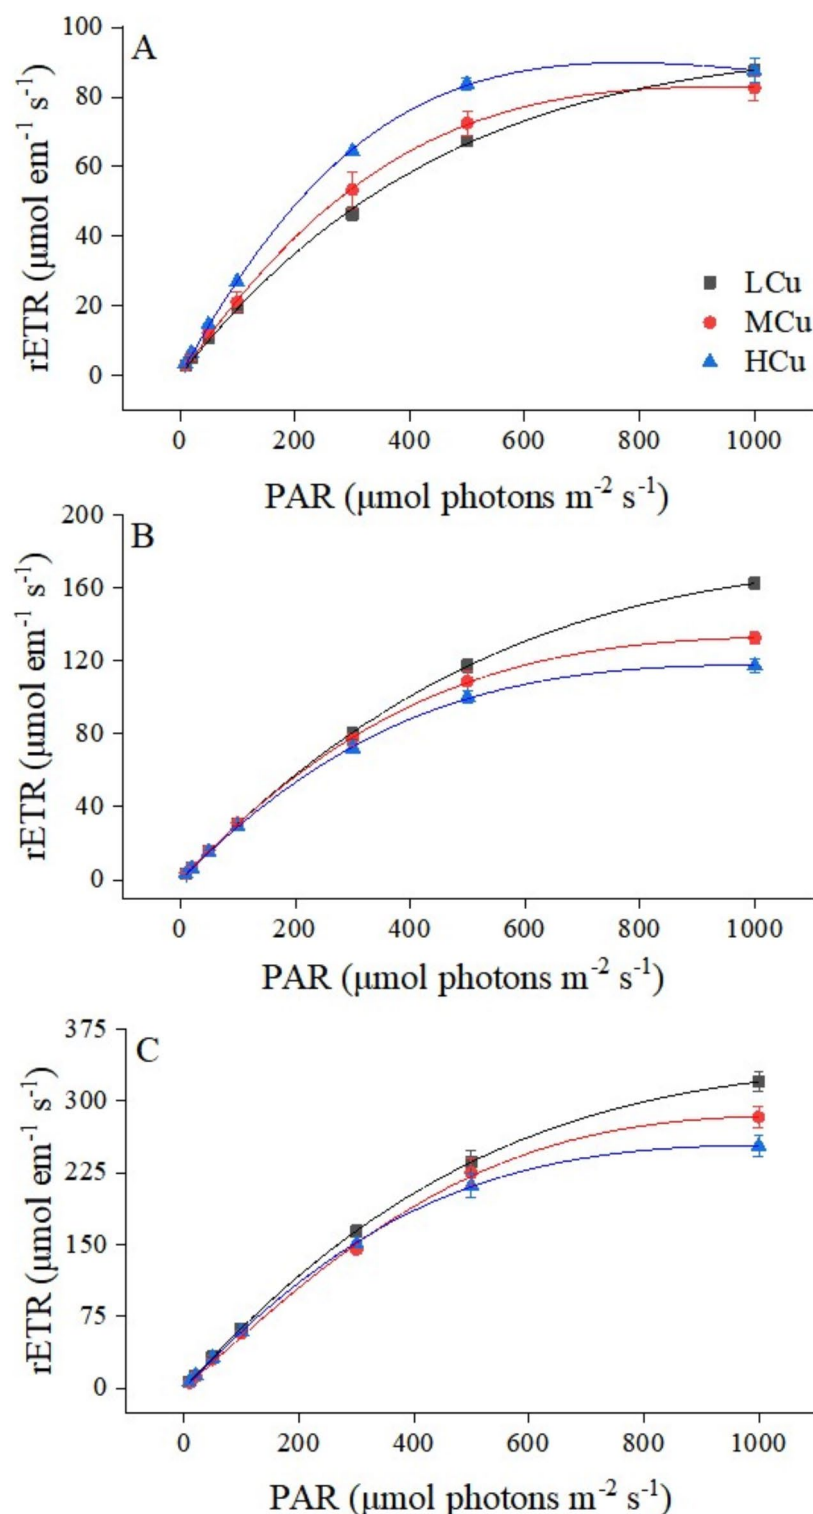 A
100
80
60
40
20
0
rETR (μmol em⁻¹ s⁻¹)
LCu
MCu
HCu
0 200 400 600 800 1000
PAR (μmol photons m⁻² s⁻¹)
B
200
160
120
80
40
0
rETR (μmol em⁻¹ s⁻¹)
0 200 400 600 800 1000
PAR (μmol photons m⁻² s⁻¹)
C
375
300
225
150
75
0
rETR (μmol em⁻¹ s⁻¹)
0 200 400 600 800 1000
PAR (μmol photons m⁻² s⁻¹)